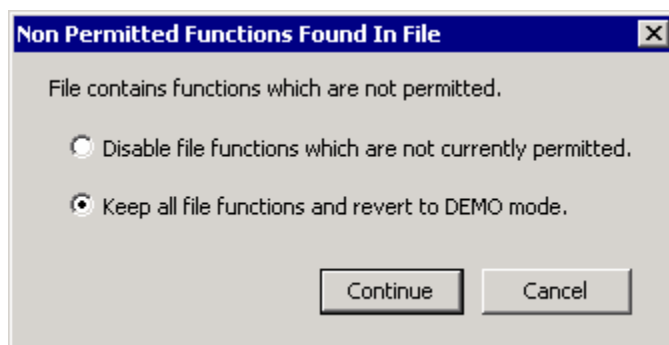 Non Permitted Functions Found In File
File contains functions which are not permitted.
Disable file functions which are not currently permitted.
Keep all file functions and revert to DEMO mode.
Continue Cancel